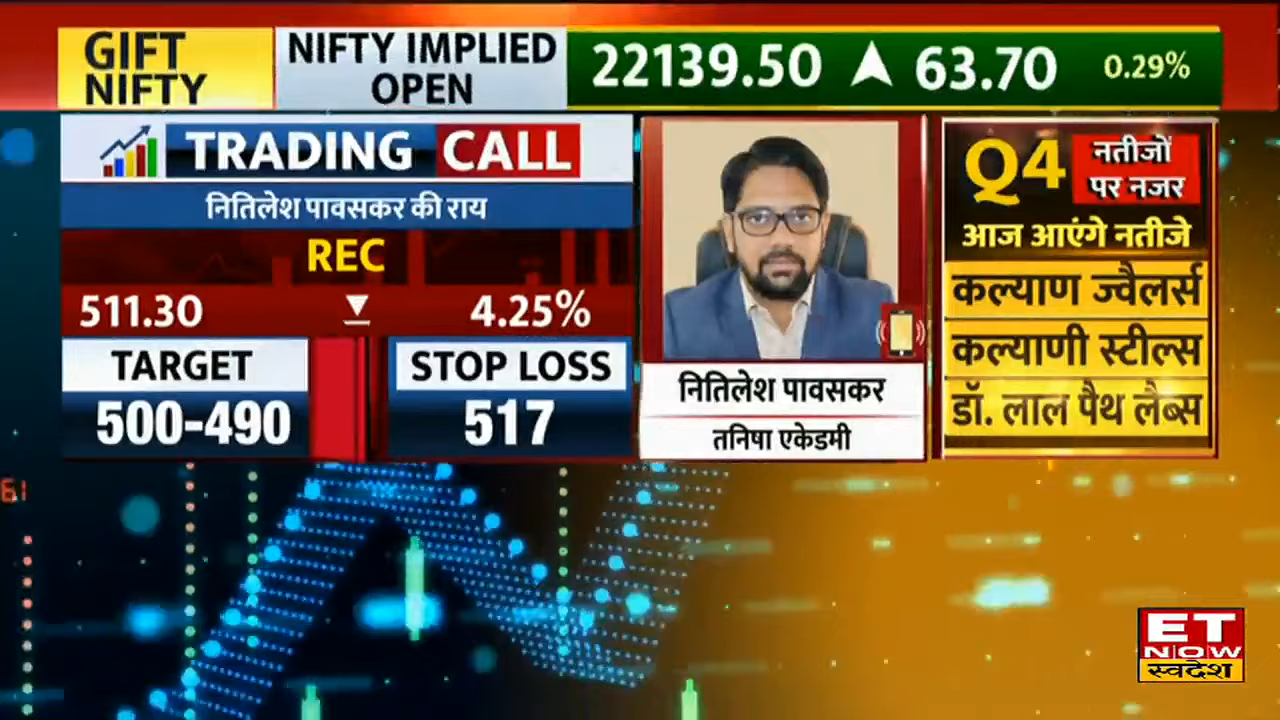 GIFT
NIFTY
NIFTY IMPLIED
OPEN
22139.50 ▲ 63.70 0.29%
TRADING CALL
नितिलेश पावसकर की राय
REC
511.30 ▼ 4.25%
TARGET
500-490
STOP LOSS
517
नितिलेश पावसकर
तनिषा एकेडमी
Q4
नतीजों
पर नजर
आज आएंगे नतीजे
कल्याण ज्वैलर्स
कल्याणी स्टील्स
डॉ. लाल पैथ लैब्स
61
ET
NOW
स्वदेश